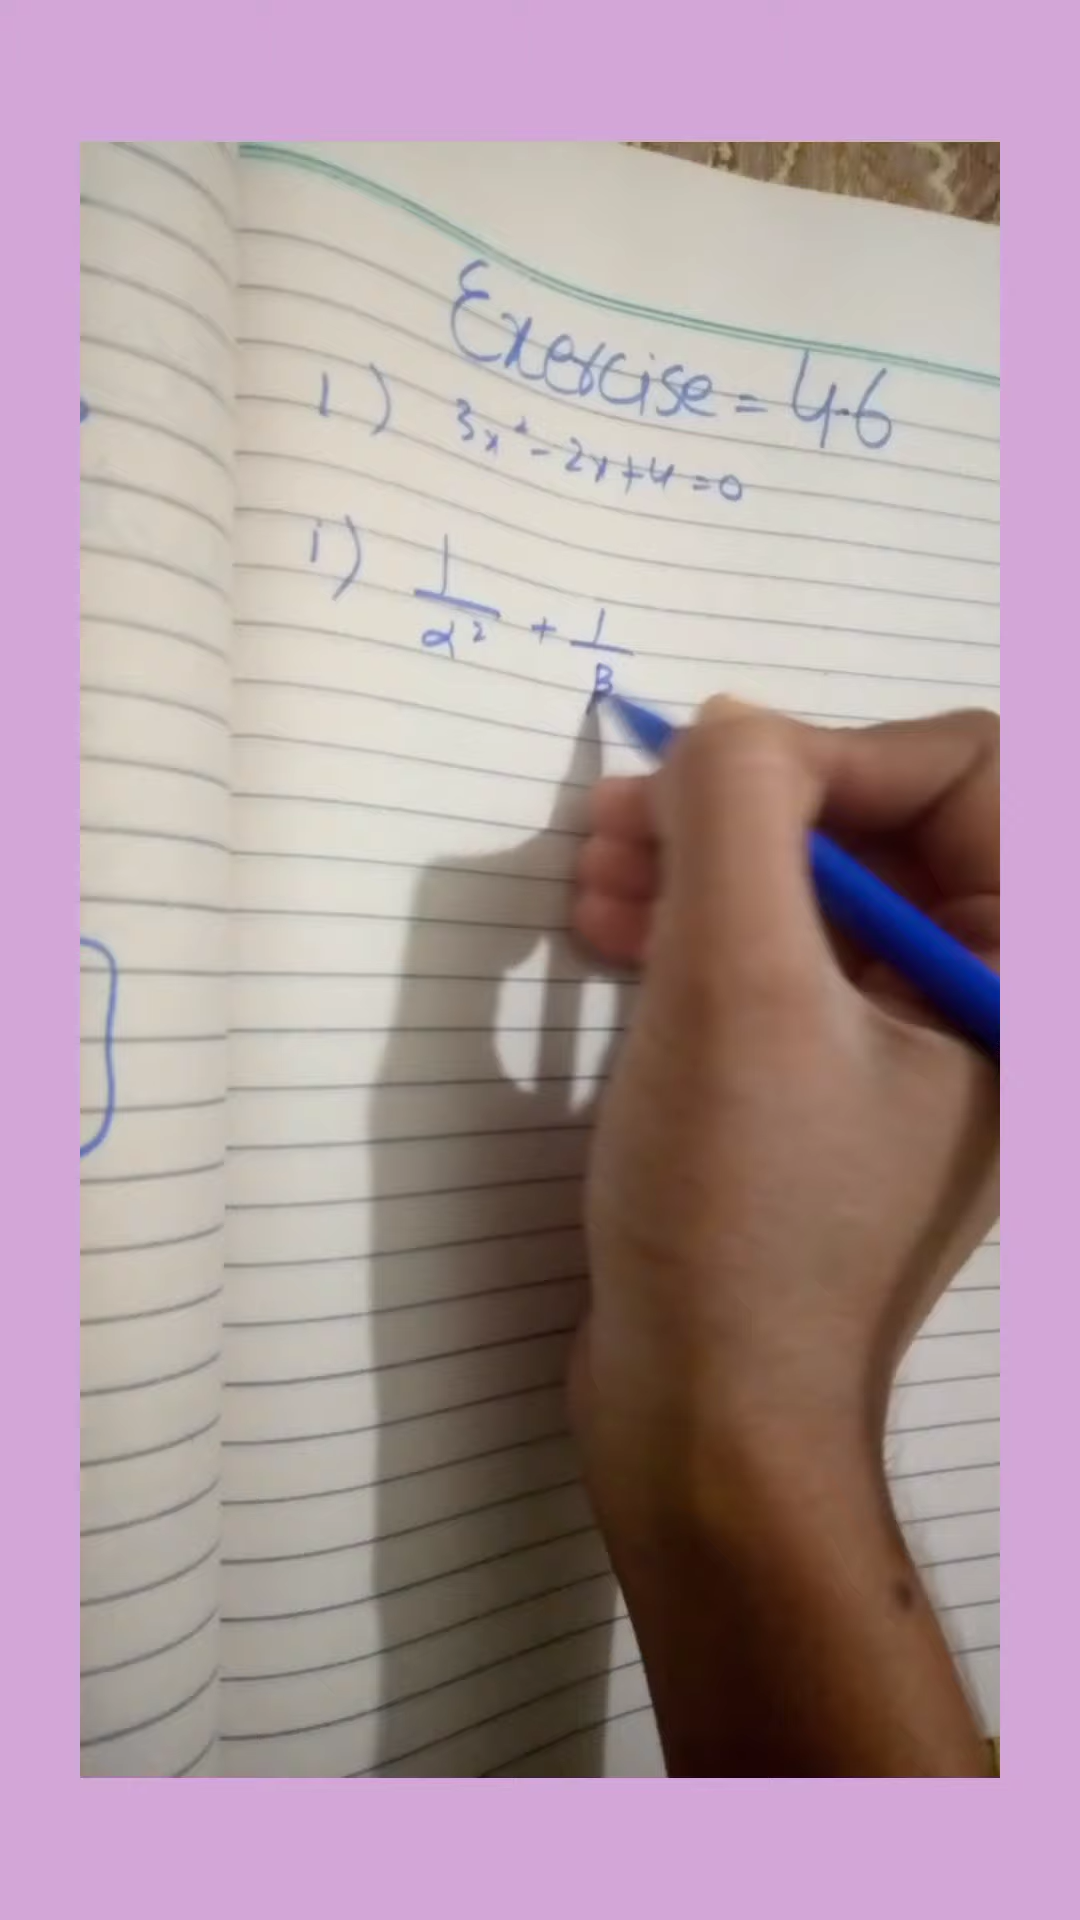 Exercise = 4.6
1) 3x² - 2x + 4 = 0
i) 1/α² + 1/β